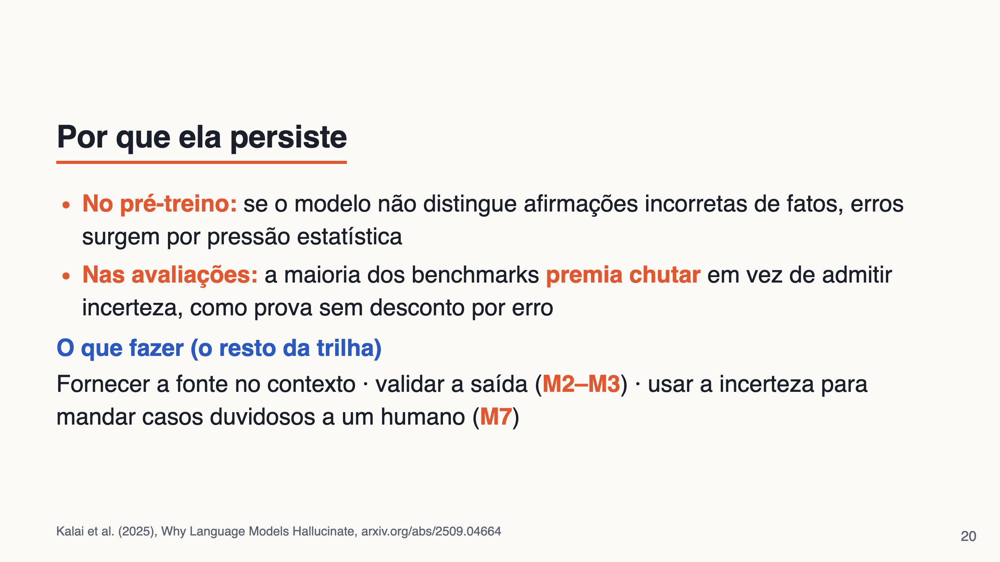 Por que ela persiste
• No pré-treino: se o modelo não distingue afirmações incorretas de fatos, erros
surgem por pressão estatística
• Nas avaliações: a maioria dos benchmarks premia chutar em vez de admitir
incerteza, como prova sem desconto por erro
O que fazer (o resto da trilha)
Fornecer a fonte no contexto · validar a saída (M2–M3) · usar a incerteza para
mandar casos duvidosos a um humano (M7)
Kalai et al. (2025), Why Language Models Hallucinate, arxiv.org/abs/2509.04664
20